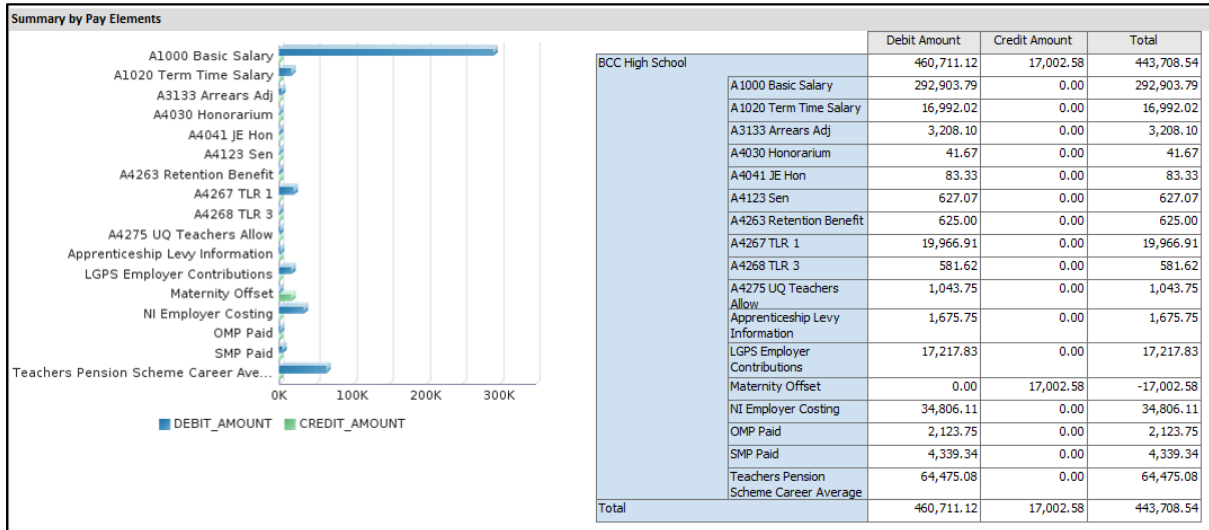 Summary by Pay Elements
A1000 Basic Salary
A1020 Term Time Salary
A3133 Arrears Adj
A4030 Honorarium
A4041 JE Hon
A4123 Sen
A4263 Retention Benefit
A4267 TLR 1
A4268 TLR 3
A4275 UQ Teachers Allow
Apprenticeship Levy Information
LGPS Employer Contributions
Maternity Offset
NI Employer Costing
OMP Paid
SMP Paid
Teachers Pension Scheme Career Ave...
0K 100K 200K 300K
DEBIT_AMOUNT CREDIT_AMOUNT
Debit Amount Credit Amount Total
BCC High School 460,711.12 17,002.58 443,708.54
A1000 Basic Salary 292,903.79 0.00 292,903.79
A1020 Term Time Salary 16,992.02 0.00 16,992.02
A3133 Arrears Adj 3,208.10 0.00 3,208.10
A4030 Honorarium 41.67 0.00 41.67
A4041 JE Hon 83.33 0.00 83.33
A4123 Sen 627.07 0.00 627.07
A4263 Retention Benefit 625.00 0.00 625.00
A4267 TLR 1 19,966.91 0.00 19,966.91
A4268 TLR 3 581.62 0.00 581.62
A4275 UQ Teachers 1,043.75 0.00 1,043.75
Allow
Apprenticeship Levy 1,675.75 0.00 1,675.75
Information
LGPS Employer 17,217.83 0.00 17,217.83
Contributions
Maternity Offset 0.00 17,002.58 -17,002.58
NI Employer Costing 34,806.11 0.00 34,806.11
OMP Paid 2,123.75 0.00 2,123.75
SMP Paid 4,339.34 0.00 4,339.34
Teachers Pension 64,475.08 0.00 64,475.08
Scheme Career Average
Total 460,711.12 17,002.58 443,708.54